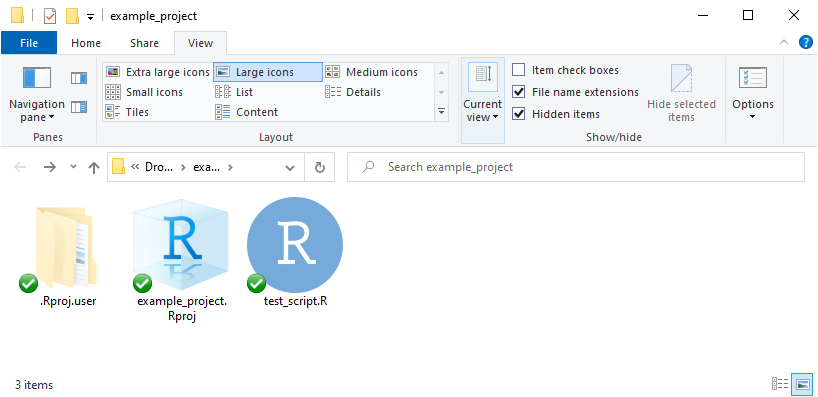 example_project
File Home Share View
Navigation pane
Panes
Extra large icons Large icons Medium icons
Small icons List Details
Tiles Content
Layout
Current view
Item check boxes
File name extensions
Hidden items
Hide selected items
Show/hide
Options
Dro... exa...
Search example_project
R R
.Rproj.user
example_project.
Rproj
test_script.R
3 items